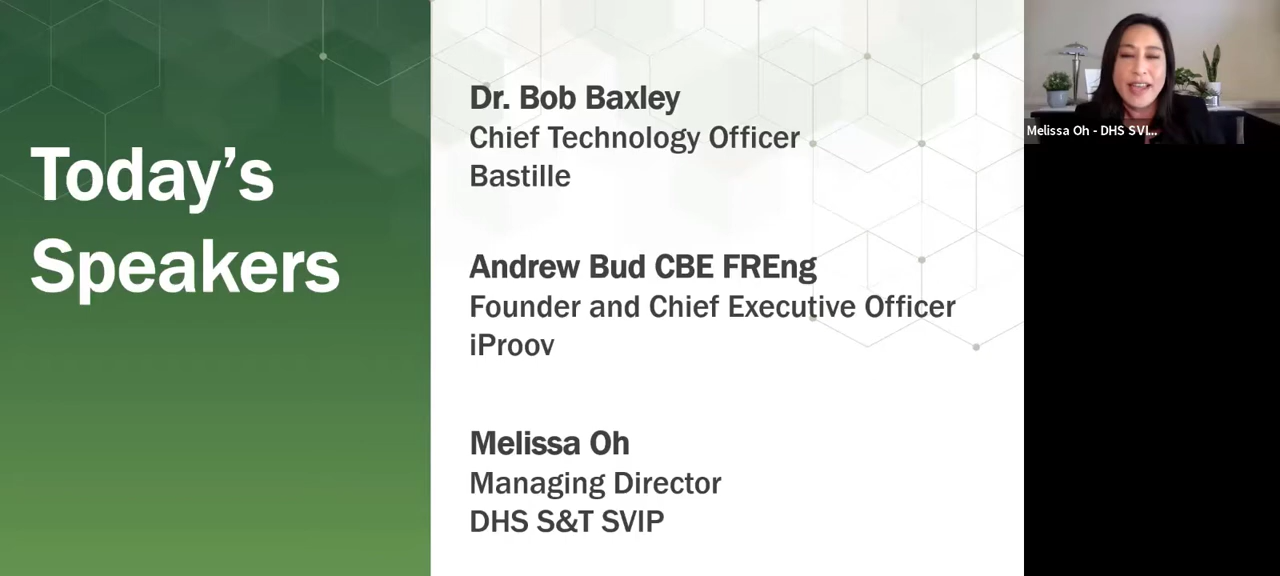 Today’s
Speakers
Dr. Bob Baxley
Chief Technology Officer
Bastille
Andrew Bud CBE FREng
Founder and Chief Executive Officer
iProov
Melissa Oh
Managing Director
DHS S&T SVIP
Melissa Oh - DHS SVI...